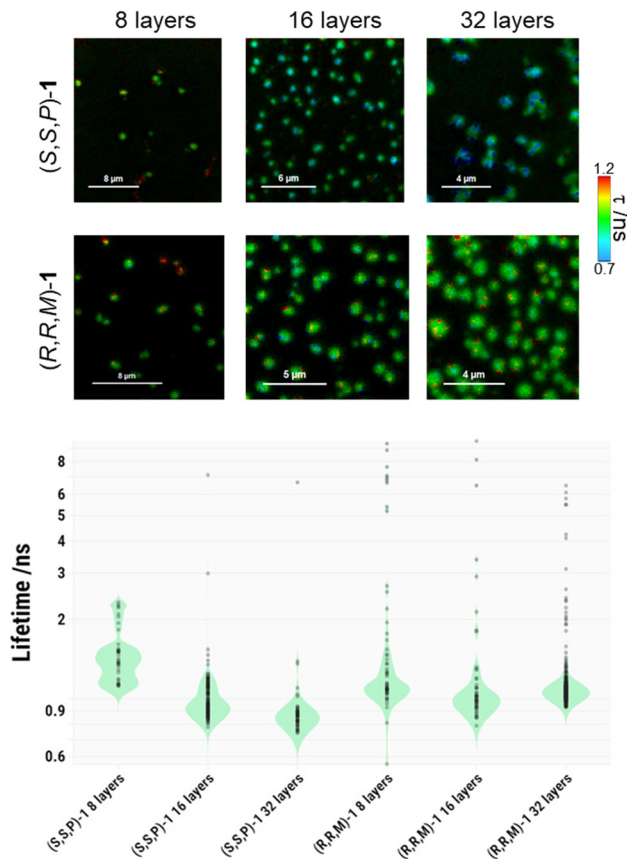 8 layers 16 layers 32 layers
(S,S,P)-1
8 μm
6 μm
4 μm
1.2
τ /ns
0.7
(R,R,M)-1
8 μm
5 μm
4 μm
Lifetime /ns
8
6
5
4
3
2
0.9
0.6
(S,S,P)-1 8 layers
(S,S,P)-1 16 layers
(S,S,P)-1 32 layers
(R,R,M)-1 8 layers
(R,R,M)-1 16 layers
(R,R,M)-1 32 layers